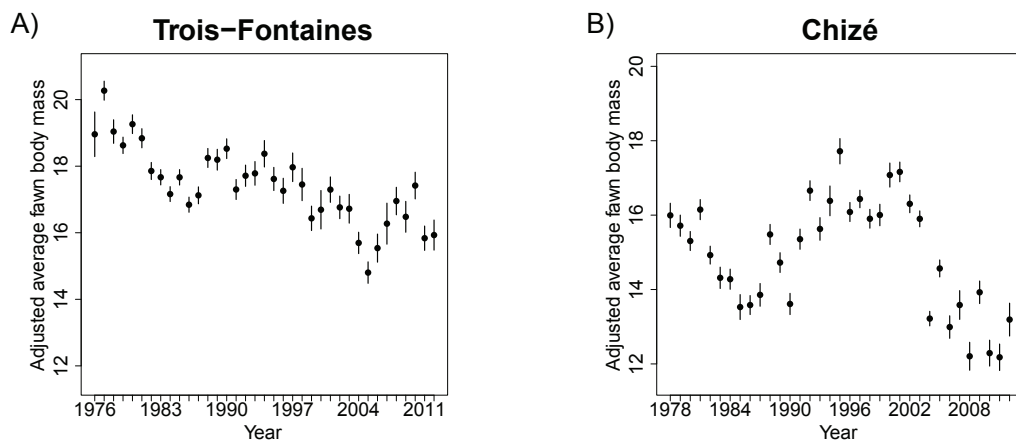 A)
Trois−Fontaines
Adjusted average fawn body mass
20
18
16
14
12
1976 1983 1990 1997 2004 2011
Year
B)
Chizé
Adjusted average fawn body mass
20
18
16
14
12
1978 1984 1990 1996 2002 2008
Year